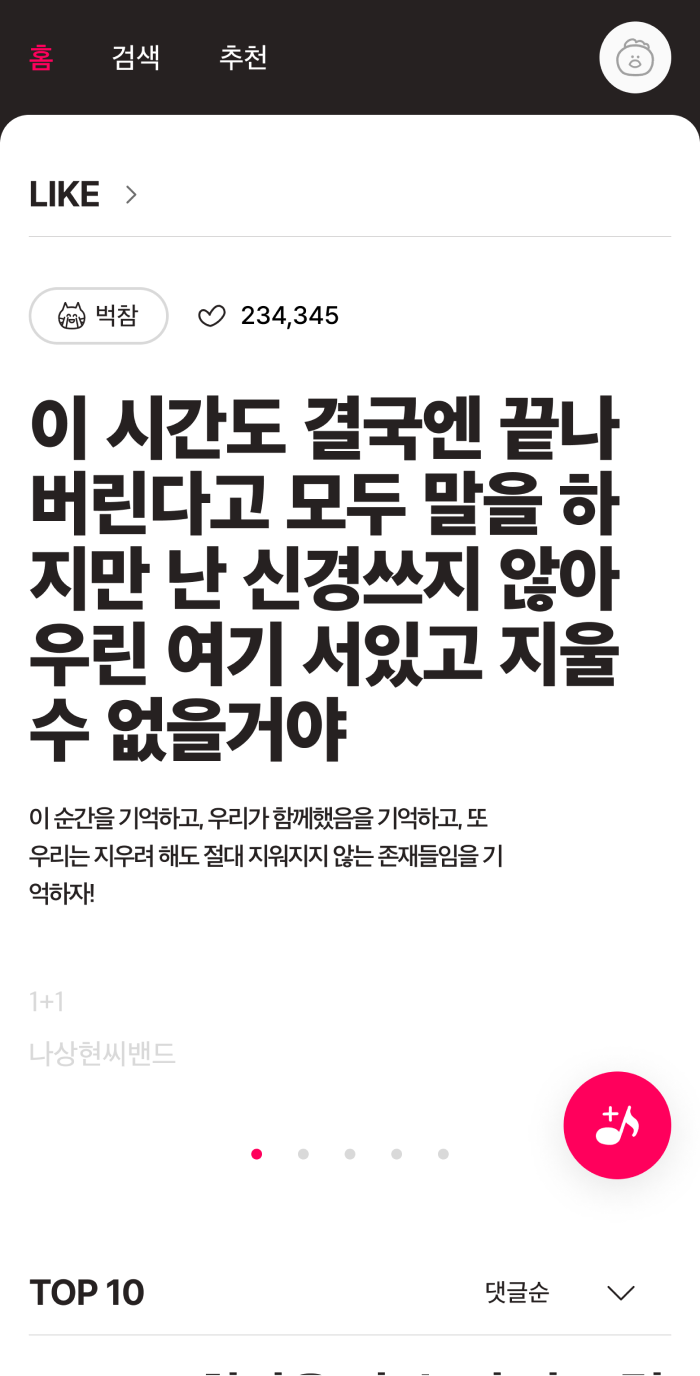 홈 검색 추천
LIKE
벅참 234,345
이 시간도 결국엔 끝나
버린다고 모두 말을 하
지만 난 신경쓰지 않아
우린 여기 서있고 지울
수 없을거야
이 순간을 기억하고, 우리가 함께했음을 기억하고, 또
우리는 지우려 해도 절대 지워지지 않는 존재들임을 기
억하자!
1+1
나상현씨밴드
TOP 10 댓글순